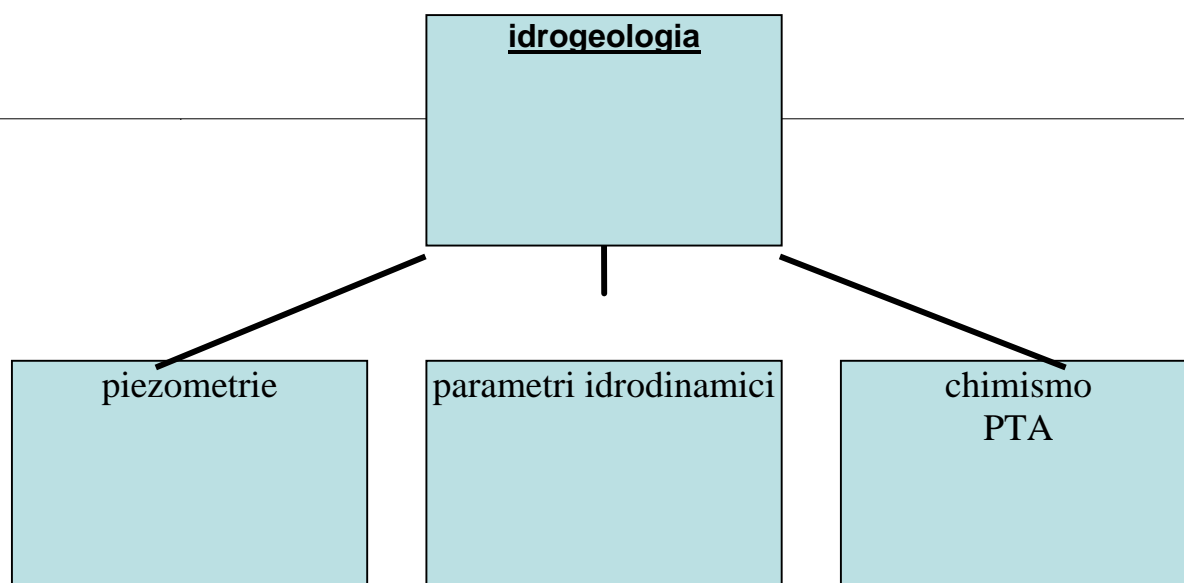 idrogeologia
piezometrie
parametri idrodinamici
chimismo
PTA